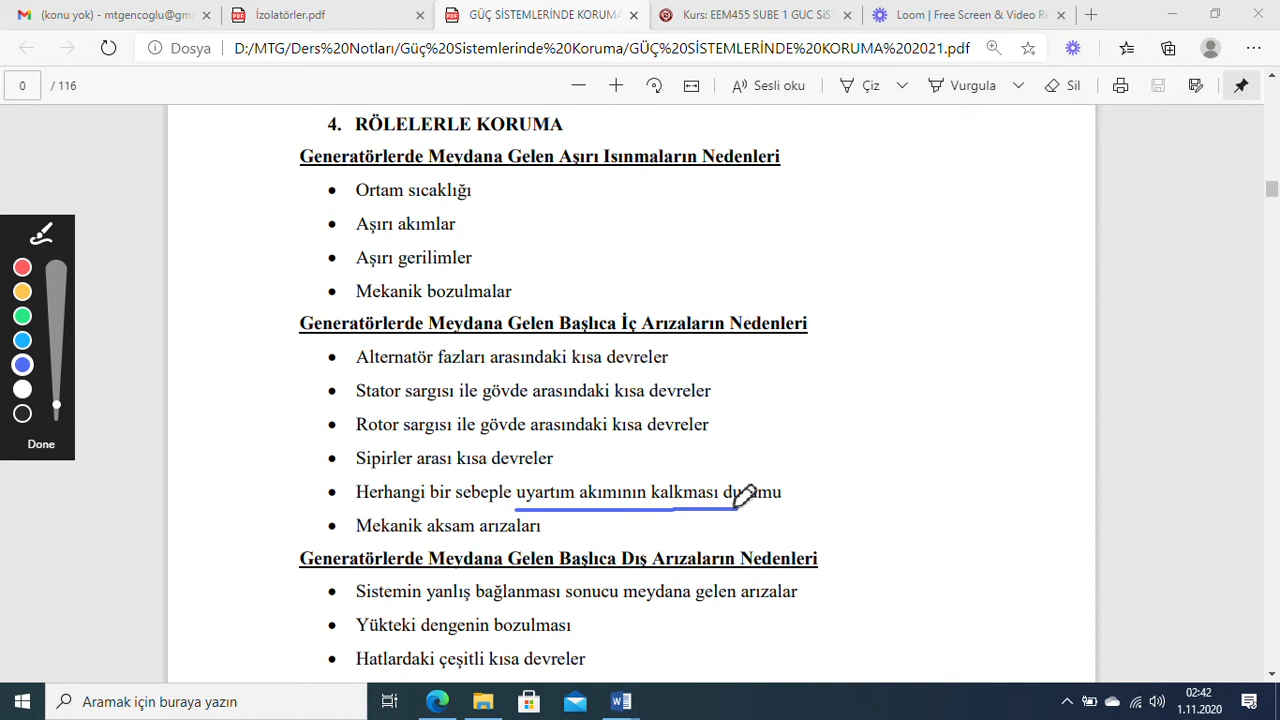 (konu yok) - mtgencoglu@gma
İzolatörler.pdf
GÜÇ SİSTEMLERİNDE KORUMA
Kurs: EEM455 SUBE 1 GUC SİST
Loom | Free Screen & Video Re
Dosya
D:/MTG/Ders%20Notları/Güç%20Sistemlerinde%20Koruma/GÜÇ%20SİSTEMLERİNDE%20KORUMA%202021.pdf
0 / 116
Sesli oku
Çiz
Vurgula
Sil
4. RÖLELERLE KORUMA
Generatörlerde Meydana Gelen Aşırı Isınmaların Nedenleri
• Ortam sıcaklığı
• Aşırı akımlar
• Aşırı gerilimler
• Mekanik bozulmalar
Generatörlerde Meydana Gelen Başlıca İç Arızaların Nedenleri
• Alternatör fazları arasındaki kısa devreler
• Stator sargısı ile gövde arasındaki kısa devreler
• Rotor sargısı ile gövde arasındaki kısa devreler
• Sipirler arası kısa devreler
• Herhangi bir sebeple uyartım akımının kalkması durumu
• Mekanik aksam arızaları
Generatörlerde Meydana Gelen Başlıca Dış Arızaların Nedenleri
• Sistemin yanlış bağlanması sonucu meydana gelen arızalar
• Yükteki dengenin bozulması
• Hatlardaki çeşitli kısa devreler
Done
Aramak için buraya yazın
02:42
1.11.2020